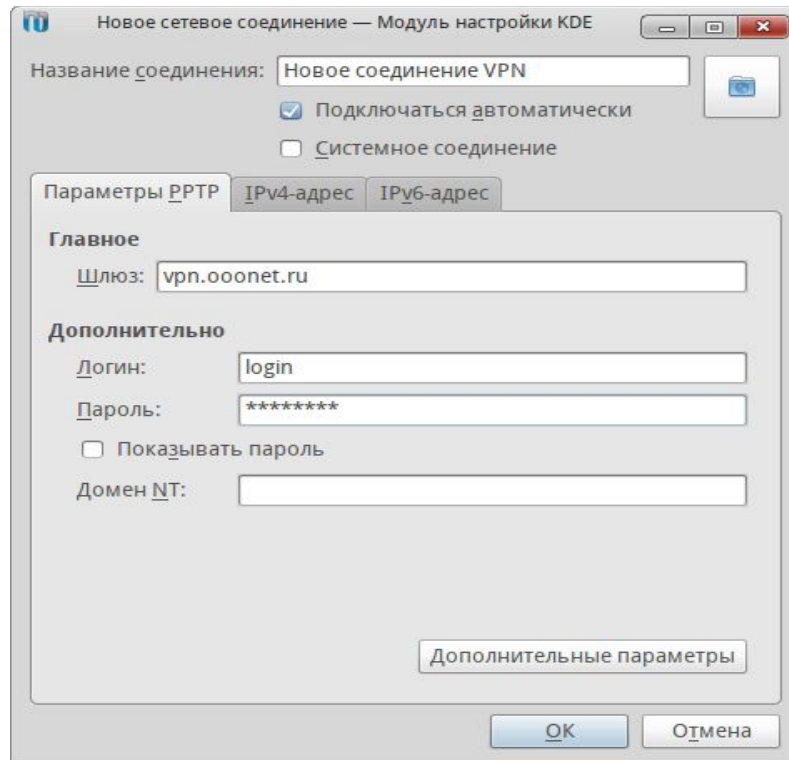 Новое сетевое соединение — Модуль настройки KDE
Название соединения: Новое соединение VPN
Подключаться автоматически
Системное соединение
Параметры PPTP IPv4-адрес IPv6-адрес
Главное
Шлюз: vpn.ooonet.ru
Дополнительно
Логин: login
Пароль: ********
Показывать пароль
Домен NT:
Дополнительные параметры
OK Отмена